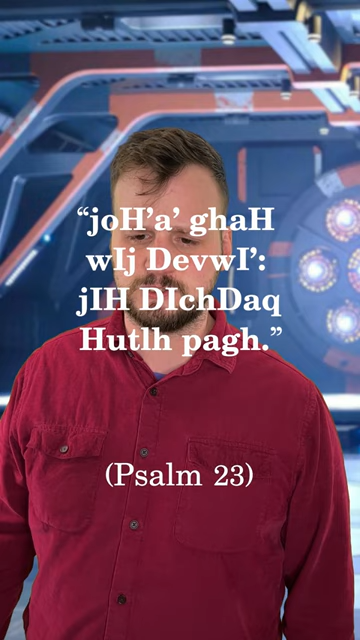 “joH’a’ ghaH
wIj DevwI’:
jIH DIchDaq
Hutlh pagh.”
(Psalm 23)